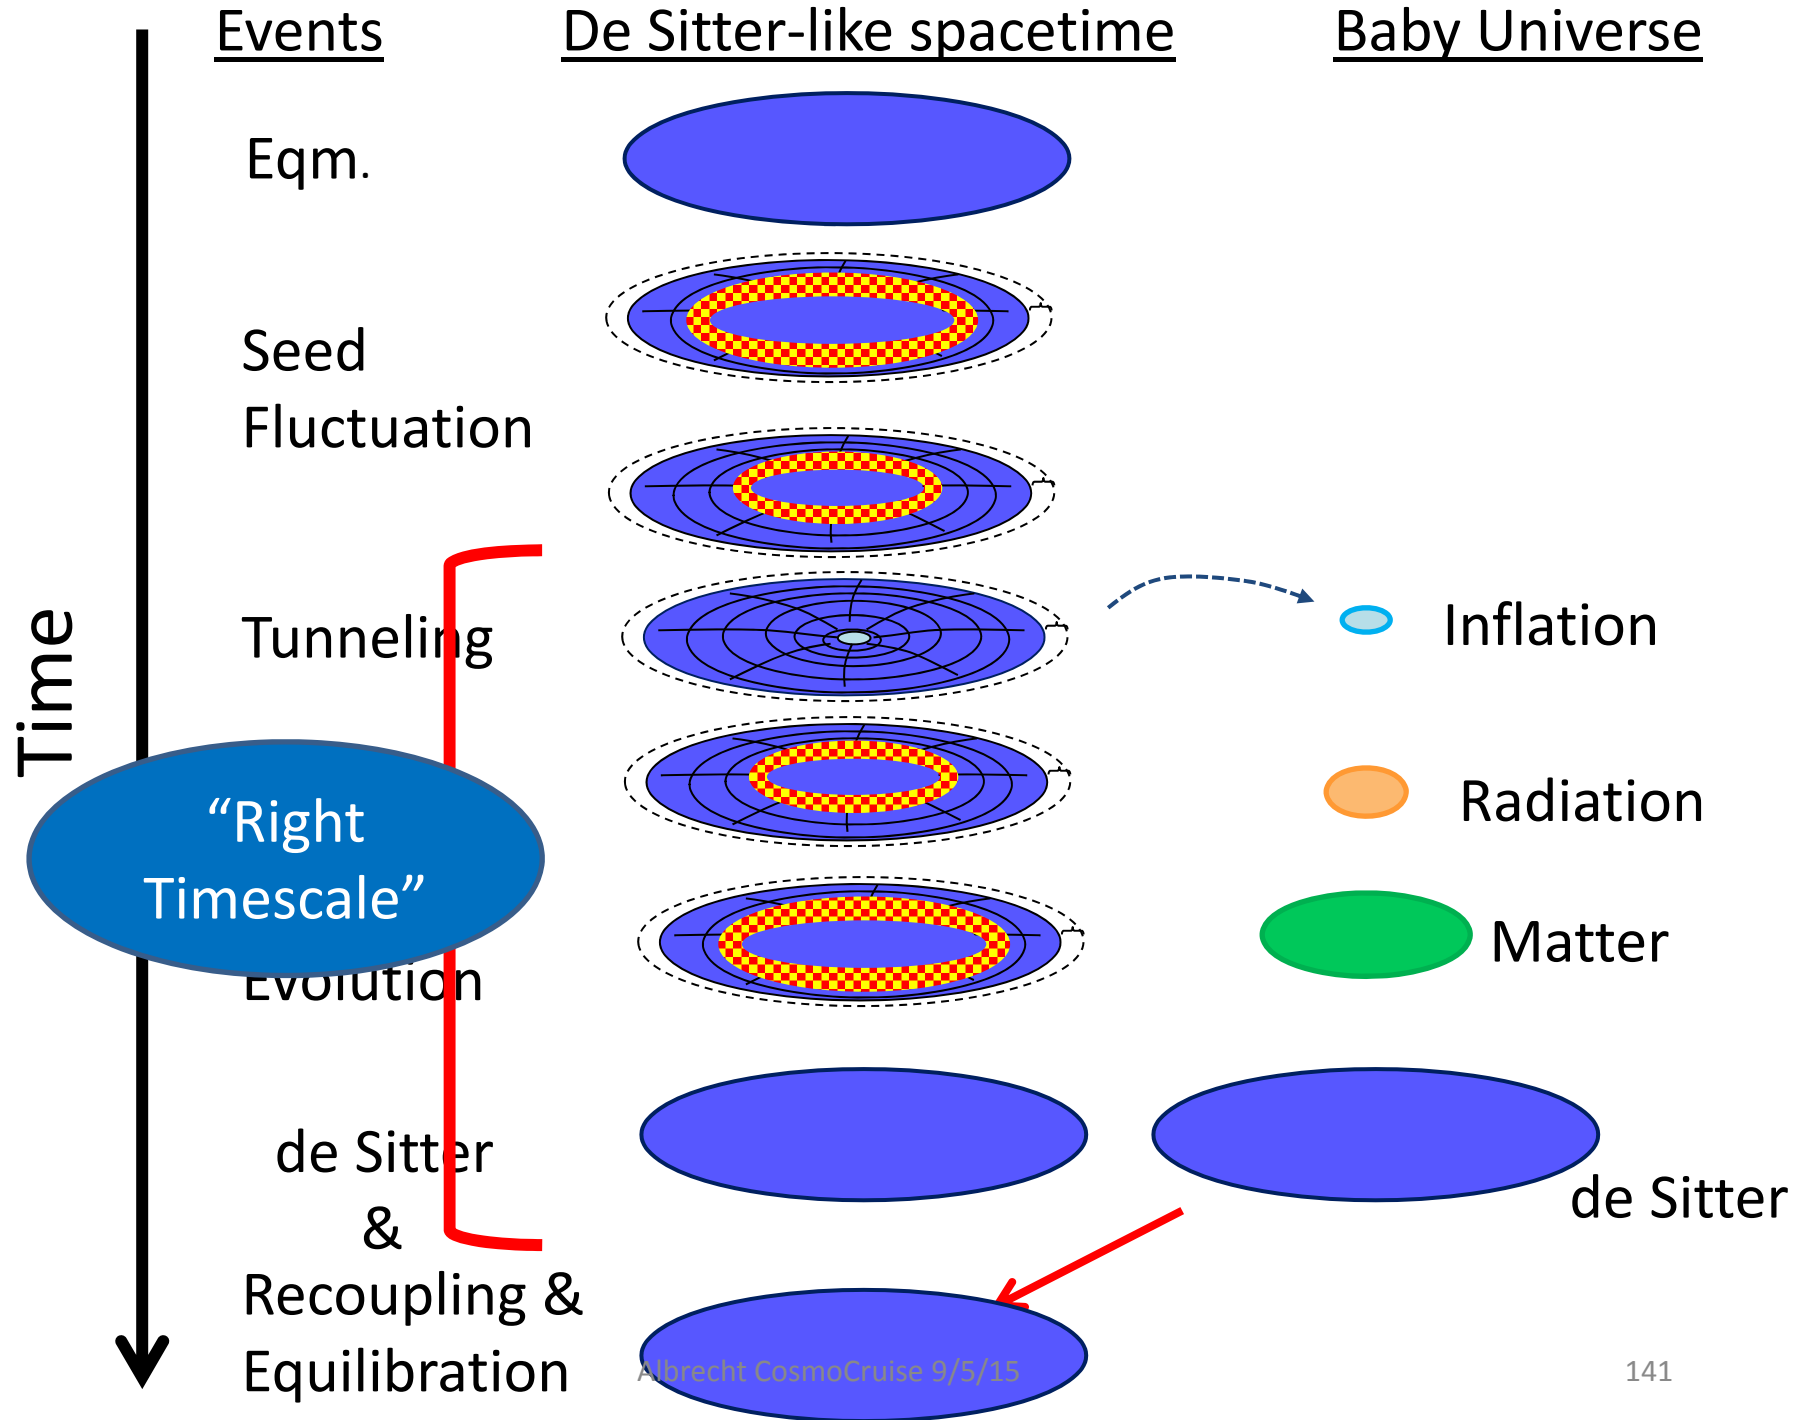 Events
De Sitter-like spacetime
Baby Universe
Eqm.
Seed
Fluctuation
Tunneling
Inflation
Time
"Right
Timescale"
Radiation
Matter
Evolution
de Sitter
&
de Sitter
Recoupling &
Equilibration
Albrecht CosmoCruise 9/5/15
141